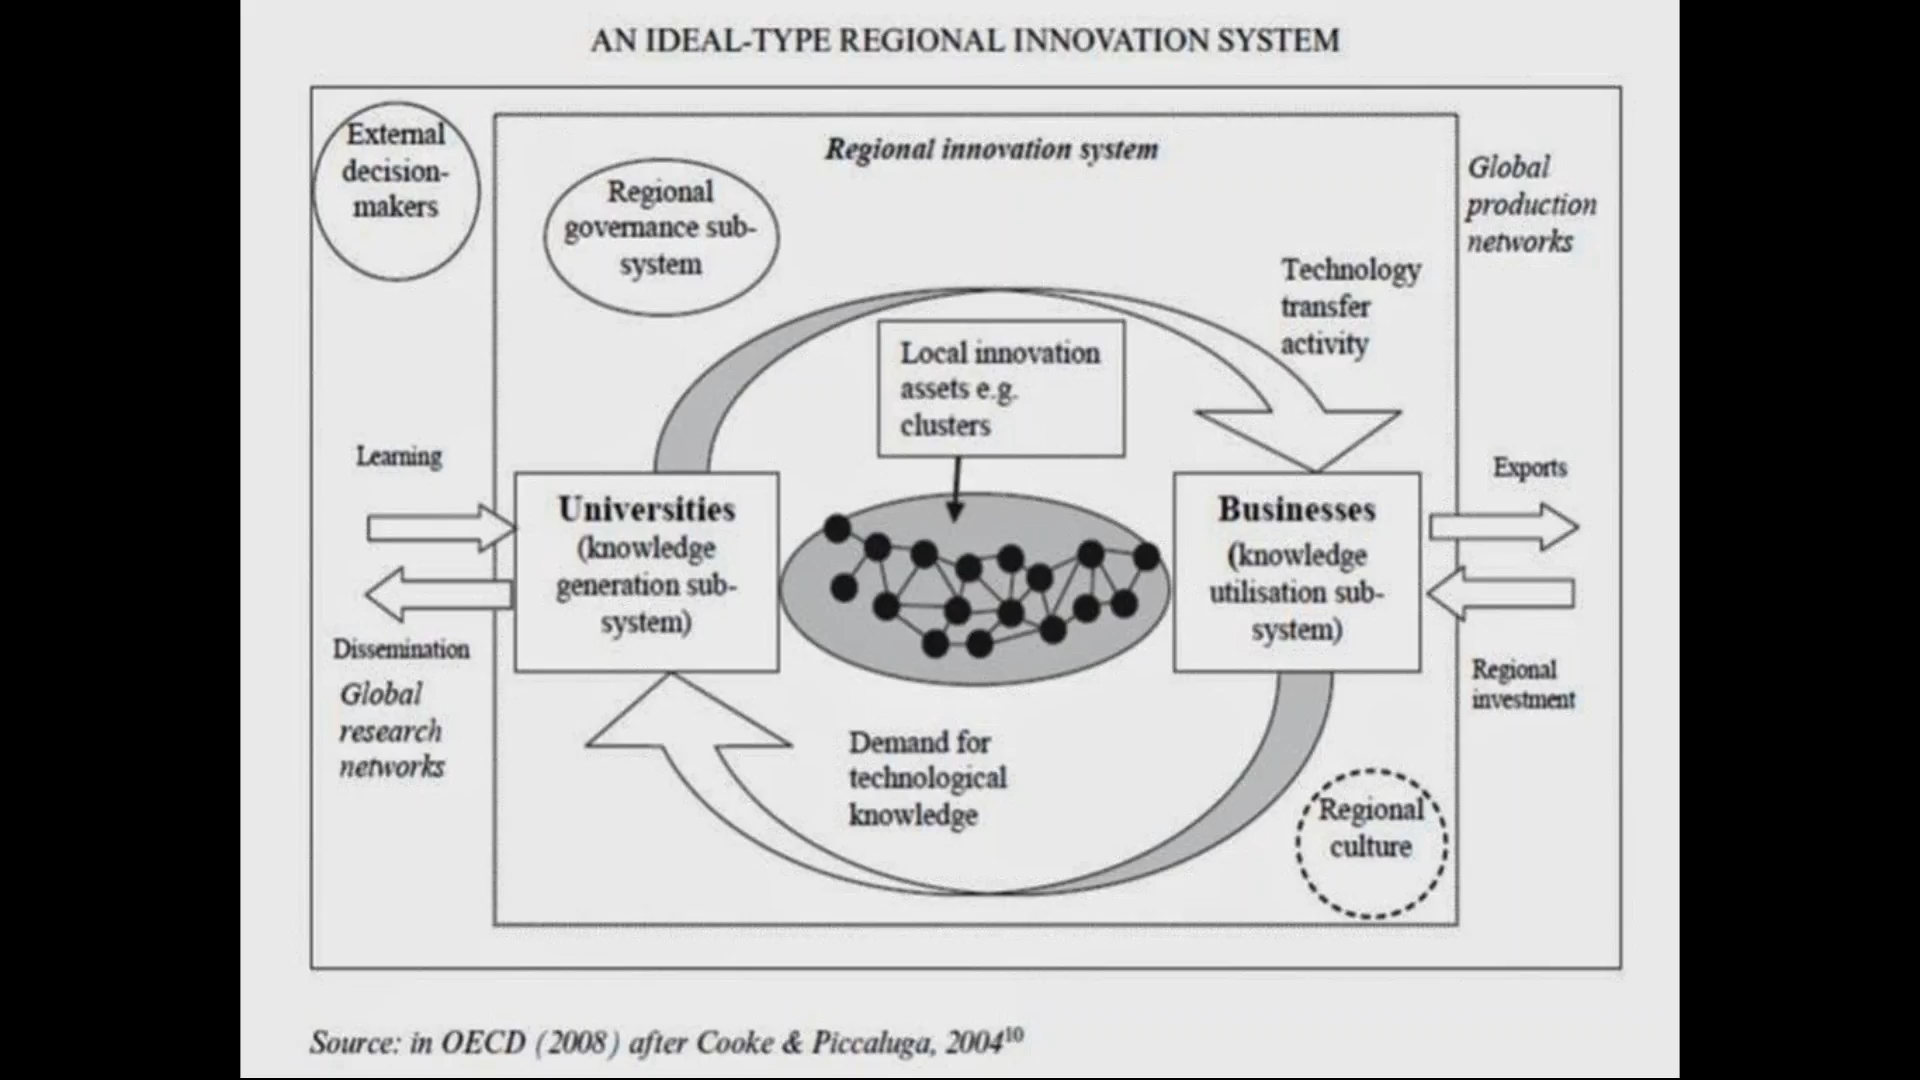 AN IDEAL-TYPE REGIONAL INNOVATION SYSTEM
External
decision-
makers
Regional innovation system
Regional
governance sub-
system
Global
production
networks
Technology
transfer
activity
Local innovation
assets e.g.
clusters
Learning
Exports
Universities
(knowledge
generation sub-
system)
Businesses
(knowledge
utilisation sub-
system)
Dissemination
Global
research
networks
Regional
investment
Demand for
technological
knowledge
Regional
culture
Source: in OECD (2008) after Cooke & Piccaluga, 2004¹⁰